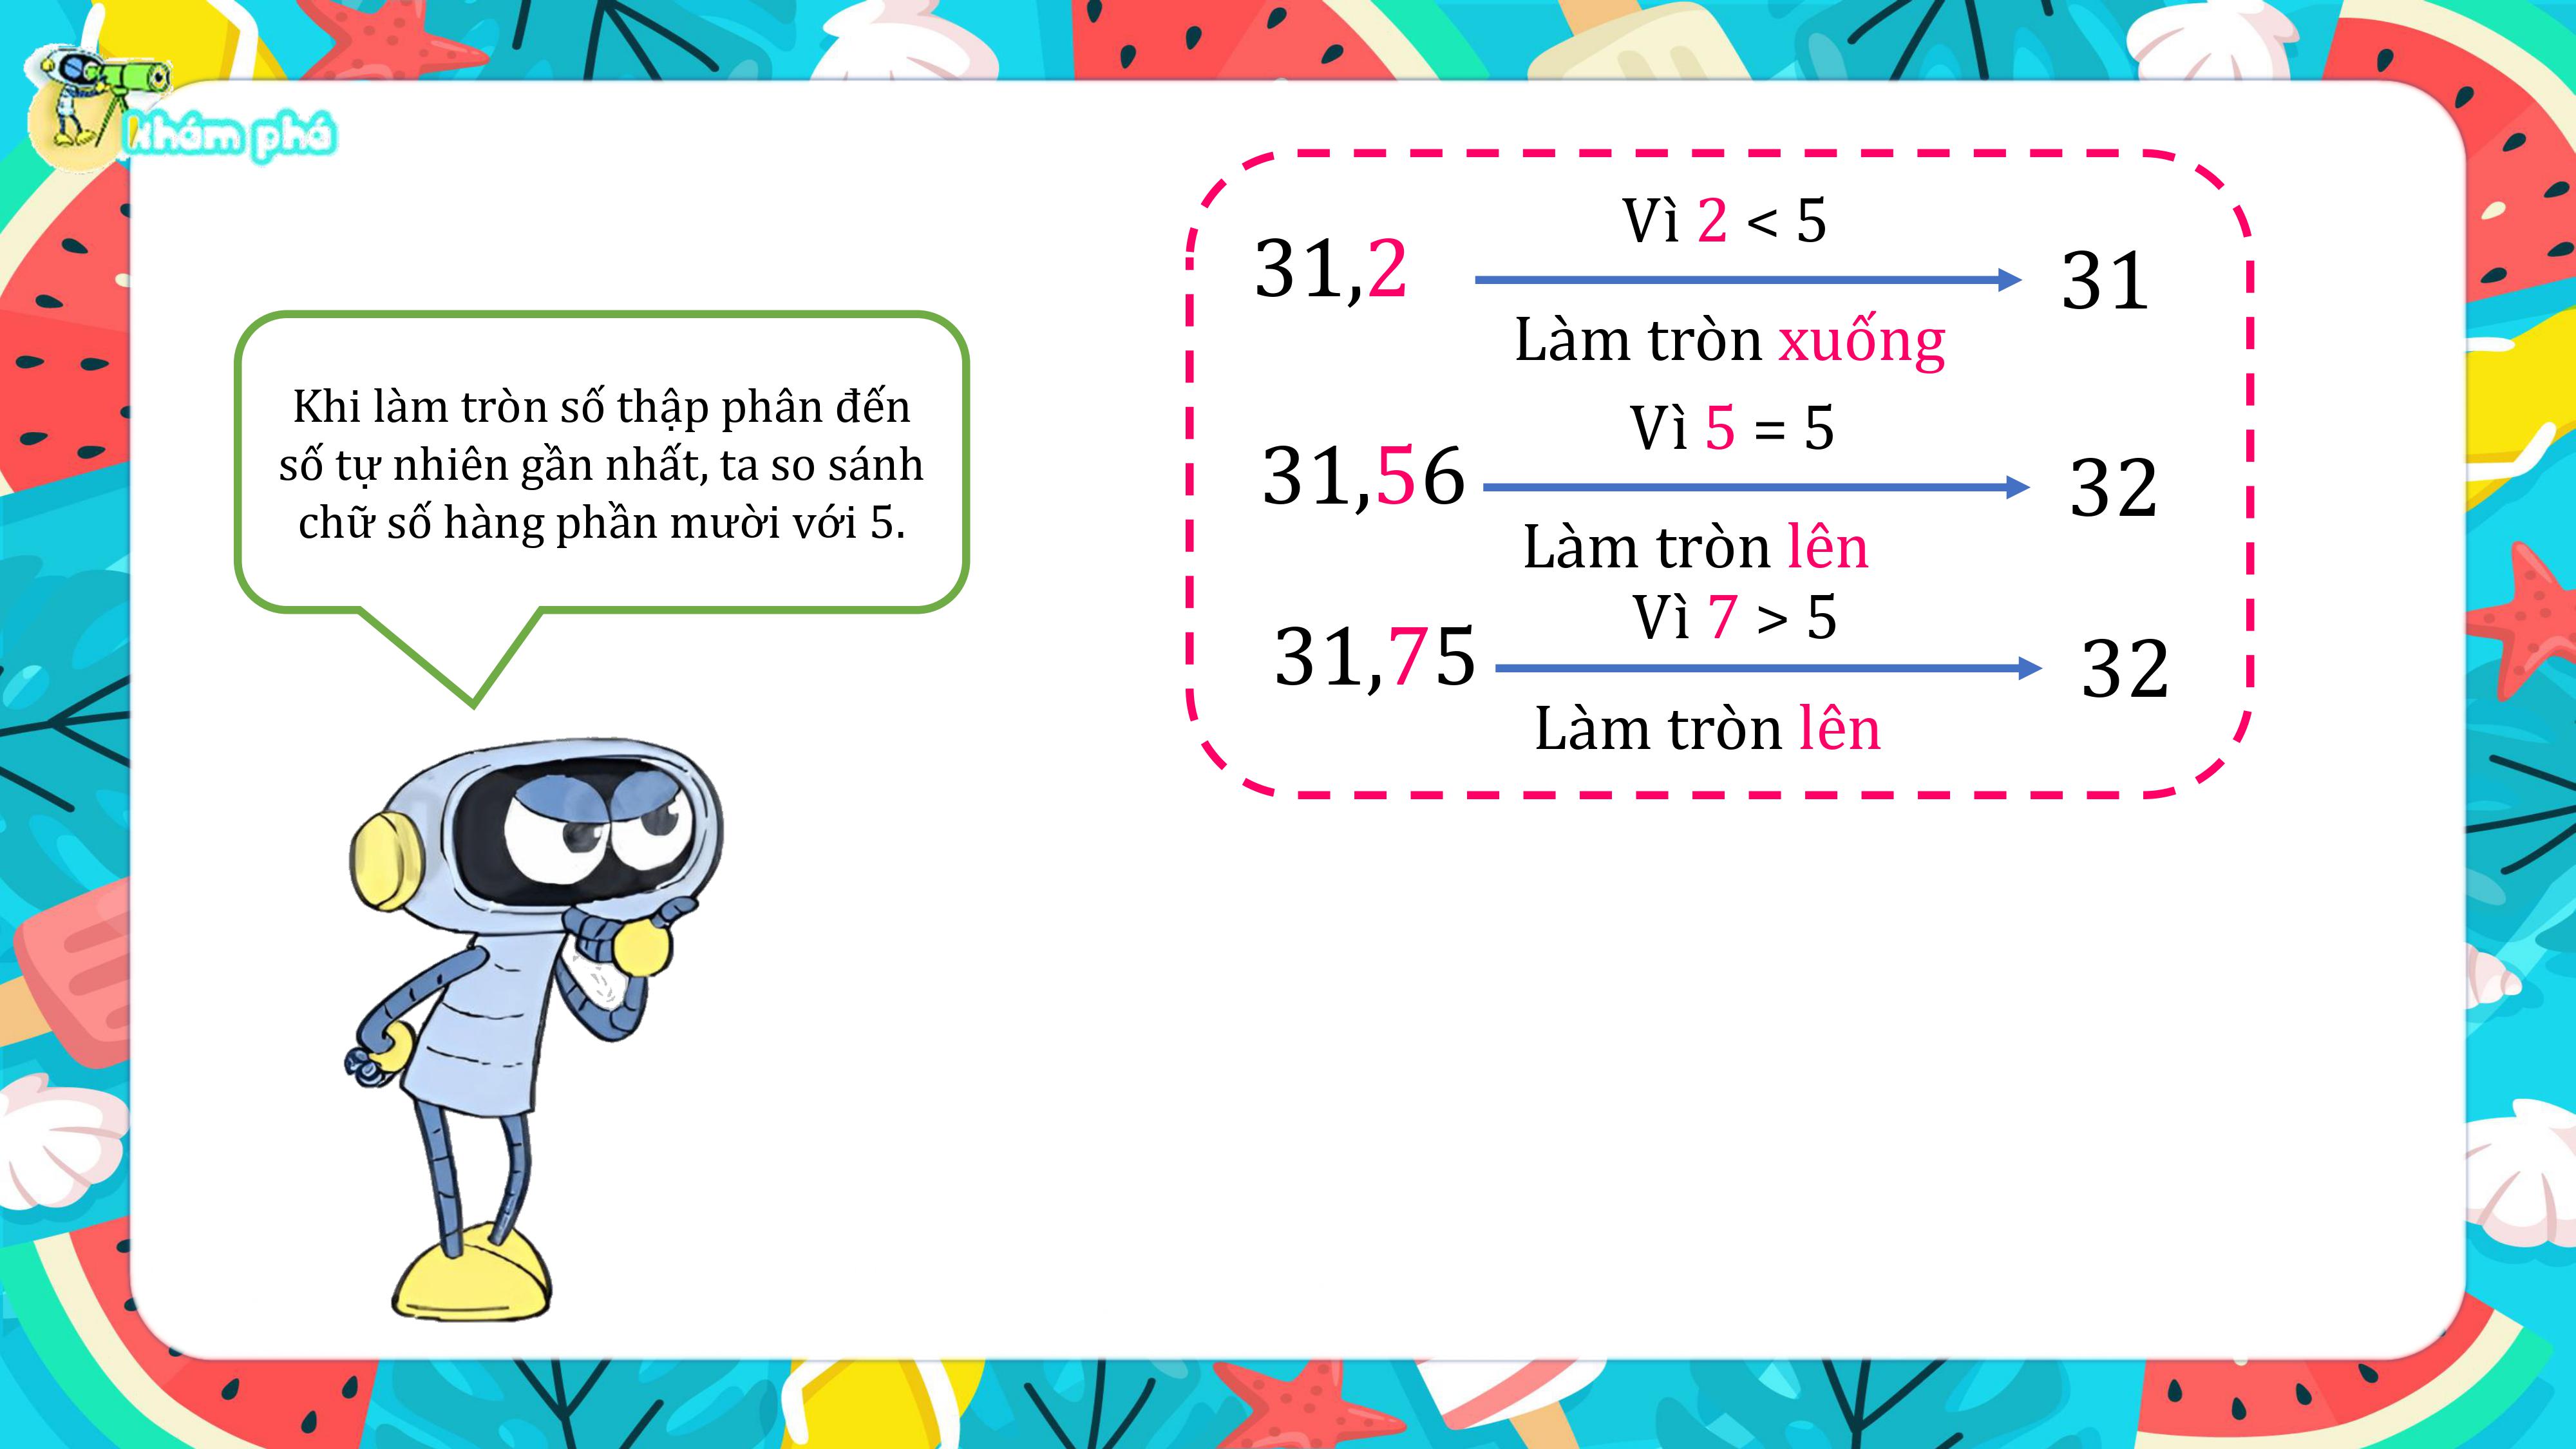 khám phá
Khi làm tròn số thập phân đến
số tự nhiên gần nhất, ta so sánh
chữ số hàng phần mười với 5.
Vì 2 < 5
31,2
31
Làm tròn xuống
Vì 5 = 5
31,56
32
Làm tròn lên
Vì 7 > 5
31,75
32
Làm tròn lên